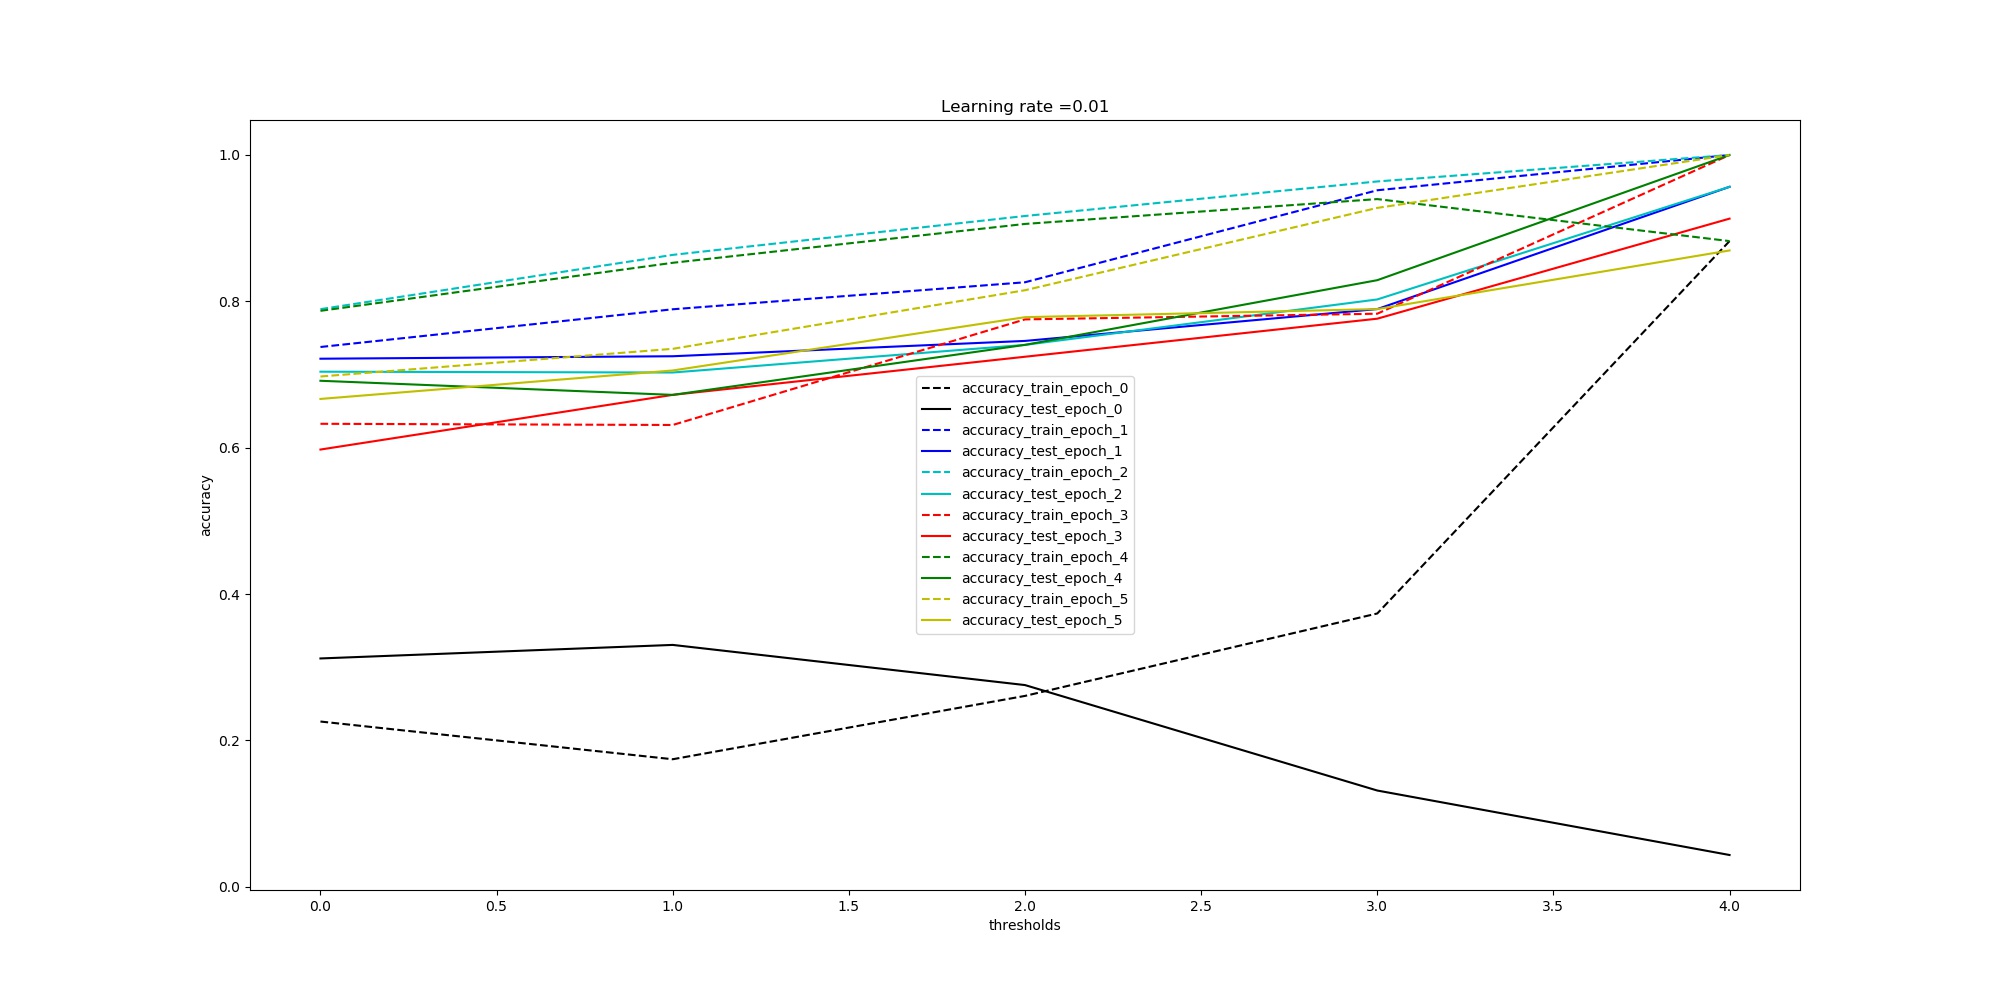 Learning rate =0.01
1.0
0.8
0.6
0.4
0.2
0.0
accuracy
accuracy_train_epoch_0
accuracy_test_epoch_0
accuracy_train_epoch_1
accuracy_test_epoch_1
accuracy_train_epoch_2
accuracy_test_epoch_2
accuracy_train_epoch_3
accuracy_test_epoch_3
accuracy_train_epoch_4
accuracy_test_epoch_4
accuracy_train_epoch_5
accuracy_test_epoch_5
0.0 0.5 1.0 1.5 2.0 2.5 3.0 3.5 4.0
thresholds